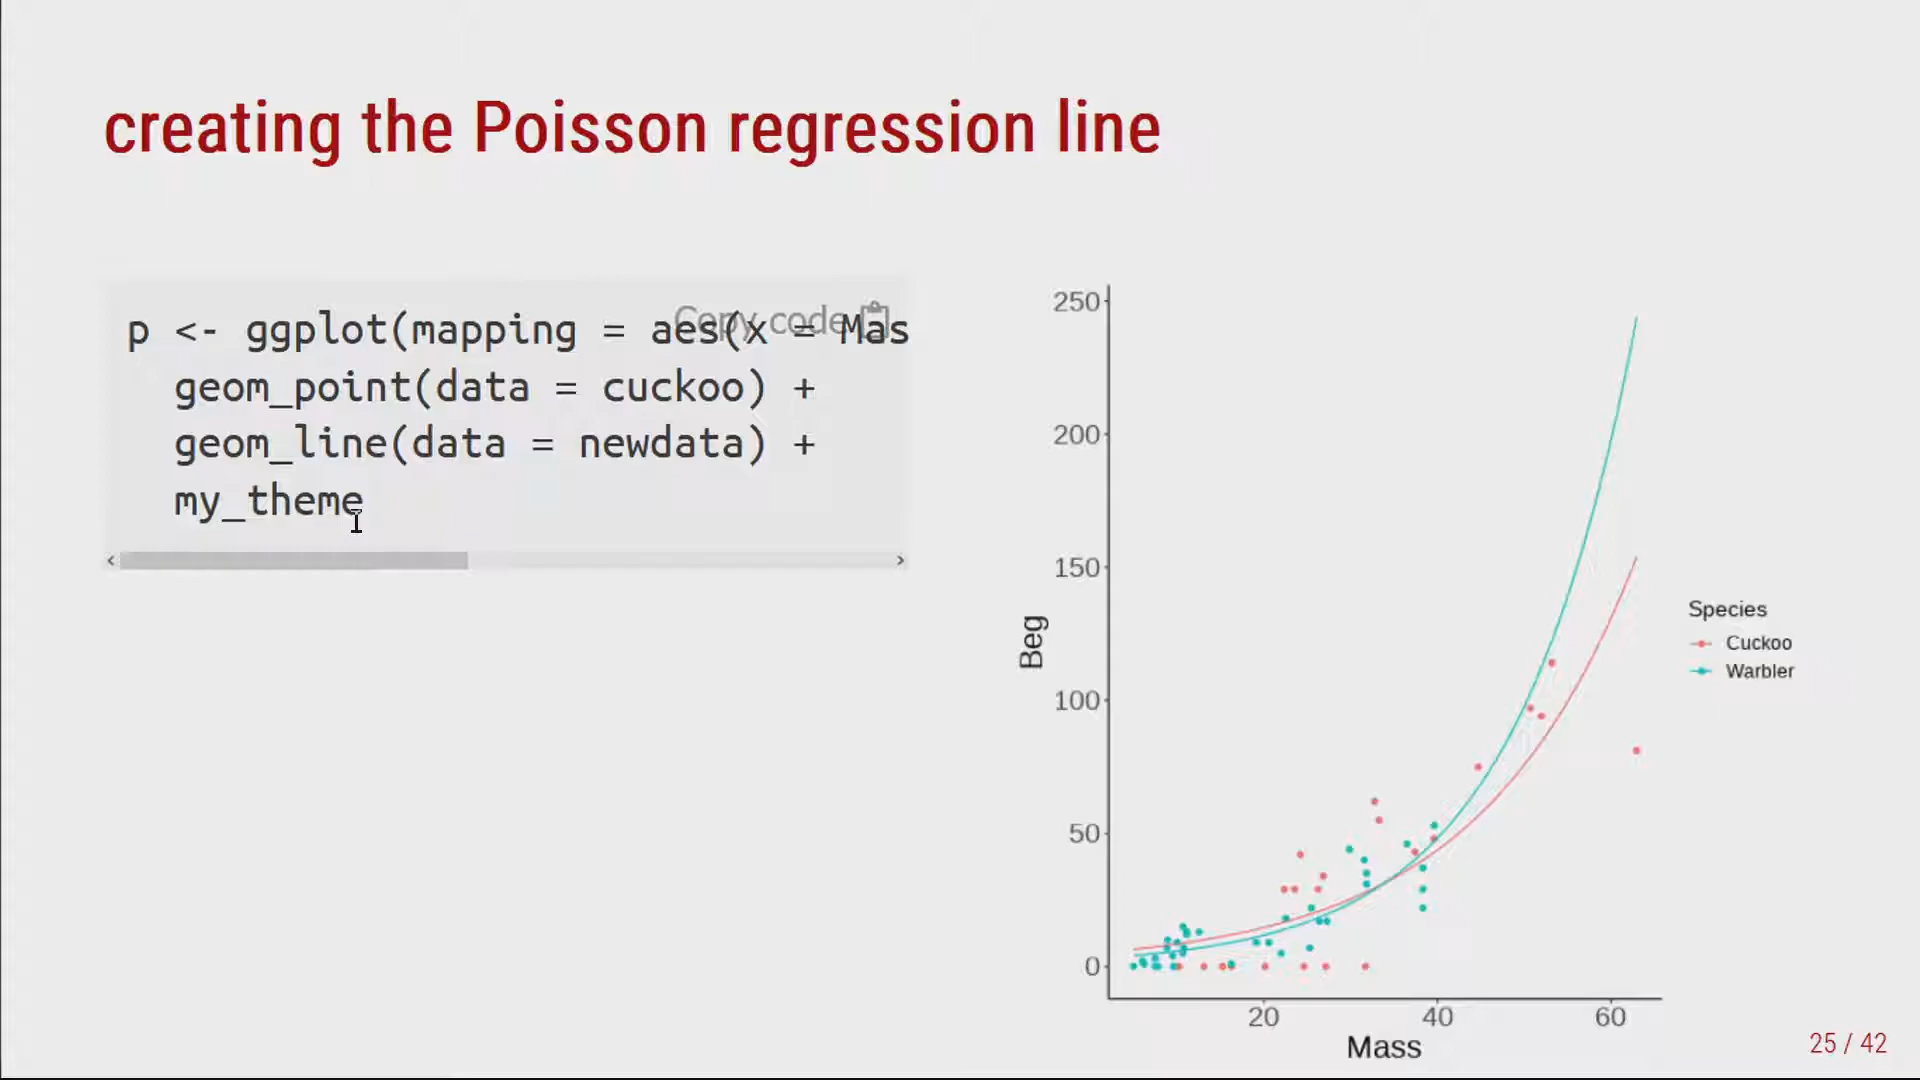 creating the Poisson regression line
Copy code
p <- ggplot(mapping = aes(x = Mas
geom_point(data = cuckoo) +
geom_line(data = newdata) +
my_theme
250
200
150
100
50
0
Beg
20 40 60
Mass
Species
Cuckoo
Warbler
25 / 42